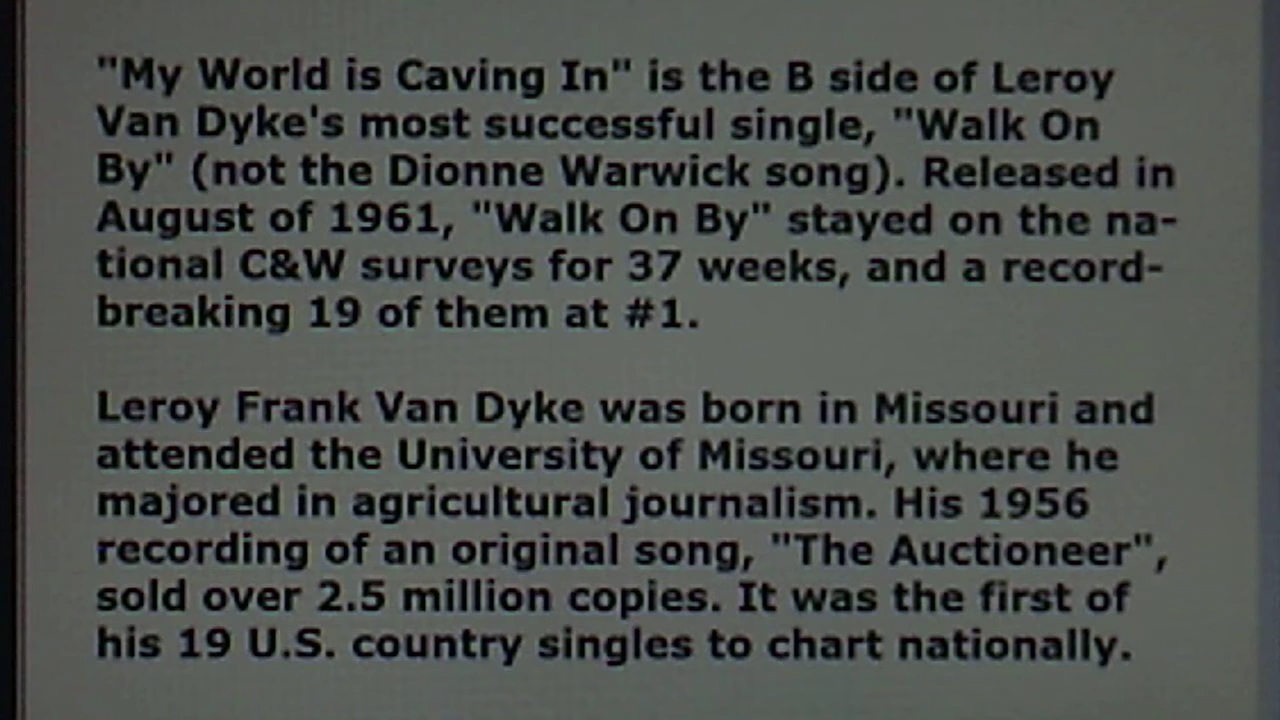 "My World is Caving In" is the B side of Leroy
Van Dyke's most successful single, "Walk On
By" (not the Dionne Warwick song). Released in
August of 1961, "Walk On By" stayed on the na-
tional C&W surveys for 37 weeks, and a record-
breaking 19 of them at #1.
Leroy Frank Van Dyke was born in Missouri and
attended the University of Missouri, where he
majored in agricultural journalism. His 1956
recording of an original song, "The Auctioneer",
sold over 2.5 million copies. It was the first of
his 19 U.S. country singles to chart nationally.